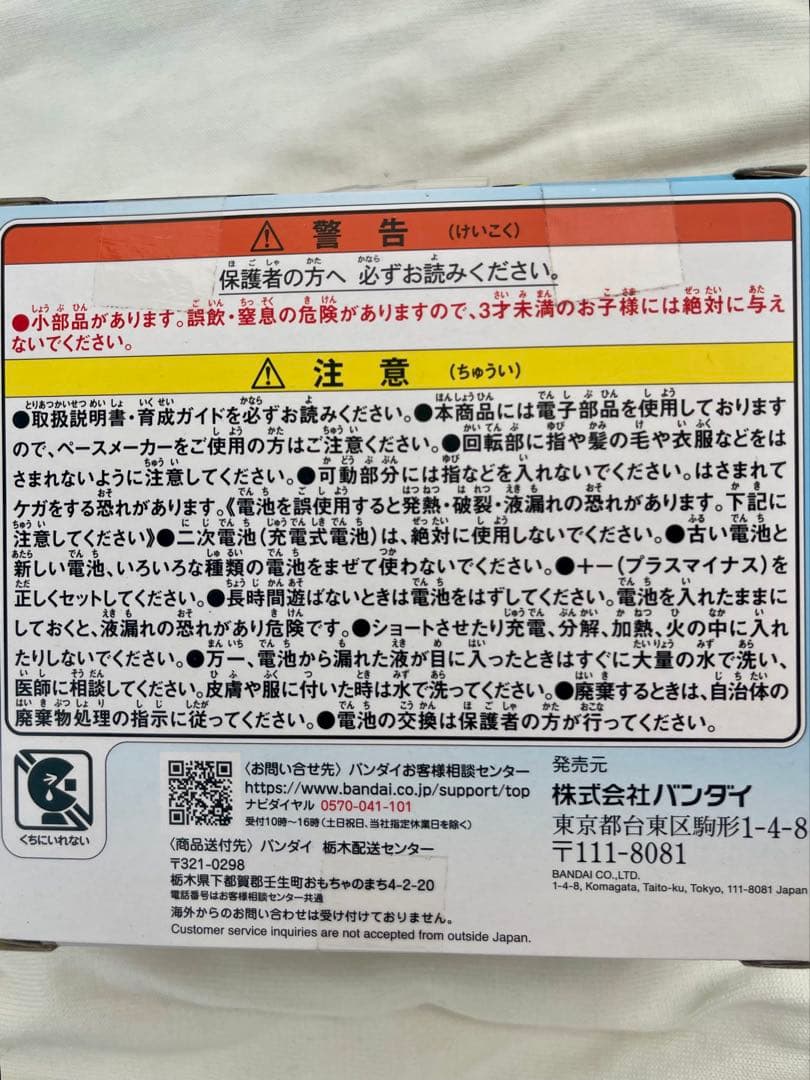 ⚠ 警告 (けいこく)
保護者の方へ 必ずお読みください。
●小部品があります。誤飲・窒息の危険がありますので、3才未満のお子様には絶対に与え
ないでください。
⚠ 注意 (ちゅうい)
●取扱説明書・育成ガイドを必ずお読みください。●本商品には電子部品を使用しております
ので、ペースメーカーをご使用の方はご注意ください。●回転部に指や髪の毛や衣服などをは
さまれないように注意してください。●可動部分には指などを入れないでください。はさまれて
ケガをする恐れがあります。《電池を誤使用すると発熱・破裂・液漏れの恐れがあります。下記に
注意してください》●二次電池(充電式電池)は、絶対に使用しないでください。●古い電池と
新しい電池、いろいろな種類の電池をまぜて使わないでください。●+-(プラスマイナス)を
正しくセットしてください。●長時間遊ばないときは電池をはずしてください。電池を入れたままに
しておくと、液漏れの恐れがあり危険です。●ショートさせたり充電、分解、加熱、火の中に入れ
たりしないでください。●万一、電池から漏れた液が目に入ったときはすぐに大量の水で洗い、
医師に相談してください。皮膚や服に付いた時は水で洗ってください。●廃棄するときは、自治体の
廃棄物処理の指示に従ってください。●電池の交換は保護者の方が行ってください。
くちにいれない
〈お問い合せ先〉バンダイお客様相談センター
https://www.bandai.co.jp/support/top
ナビダイヤル 0570-041-101
受付10時〜16時(土日祝日、当社指定休業日を除く)
〈商品送付先〉バンダイ 栃木配送センター
〒321-0298
栃木県下都賀郡壬生町おもちゃのまち4-2-20
電話番号はお客様相談センター共通
海外からのお問い合わせは受け付けておりません。
Customer service inquiries are not accepted from outside Japan.
発売元
株式会社バンダイ
東京都台東区駒形1-4-8
〒111-8081
BANDAI CO.,LTD.
1-4-8, Komagata, Taito-ku, Tokyo, 111-8081 Japan